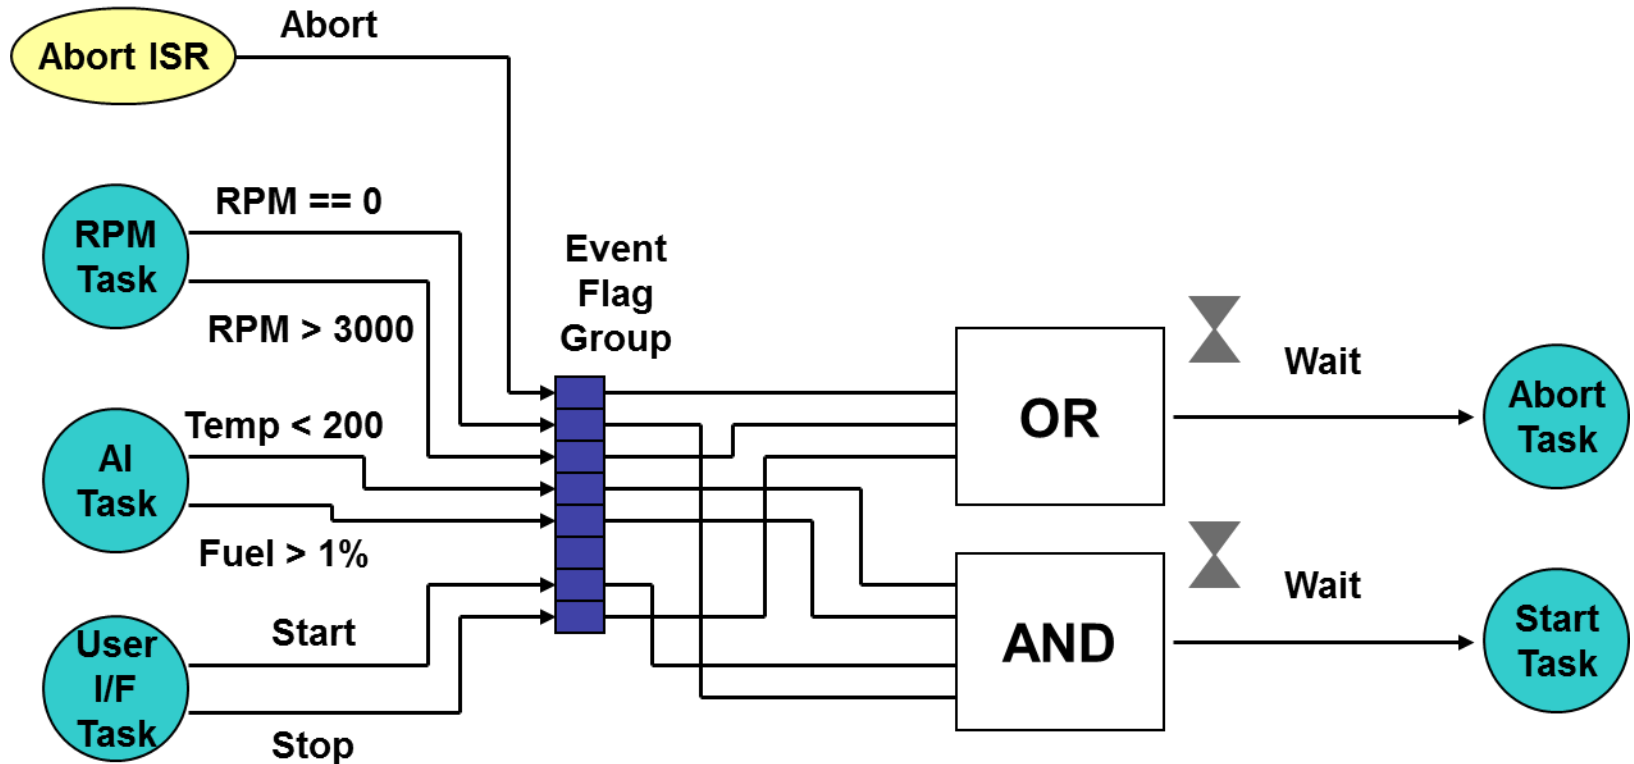 Abort ISR
Abort
RPM
Task
RPM == 0
RPM > 3000
Event
Flag
Group
AI
Task
Temp < 200
Fuel > 1%
User
I/F
Task
Start
Stop
OR
Wait
Abort
Task
AND
Wait
Start
Task